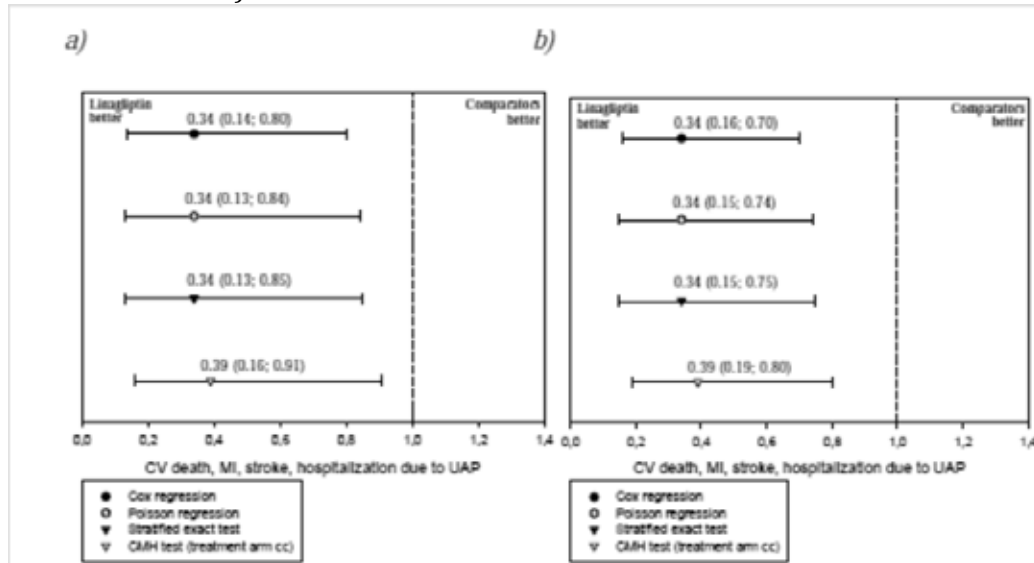 a)
Linagliptin
better
Comparators
better
0.34 (0.14; 0.80)
0.34 (0.13; 0.84)
0.34 (0.13; 0.85)
0.39 (0.16; 0.91)
0,0 0,2 0,4 0,6 0,8 1,0 1,2 1,4
CV death, MI, stroke, hospitalization due to UAP
Cox regression
Poisson regression
Stratified exact test
CMH test (treatment arm cc)
b)
Linagliptin
better
Comparators
better
0.34 (0.16; 0.70)
0.34 (0.15; 0.74)
0.34 (0.15; 0.75)
0.39 (0.19; 0.80)
0,0 0,2 0,4 0,6 0,8 1,0 1,2 1,4
CV death, MI, stroke, hospitalization due to UAP
Cox regression
Poisson regression
Stratified exact test
CMH test (treatment arm cc)